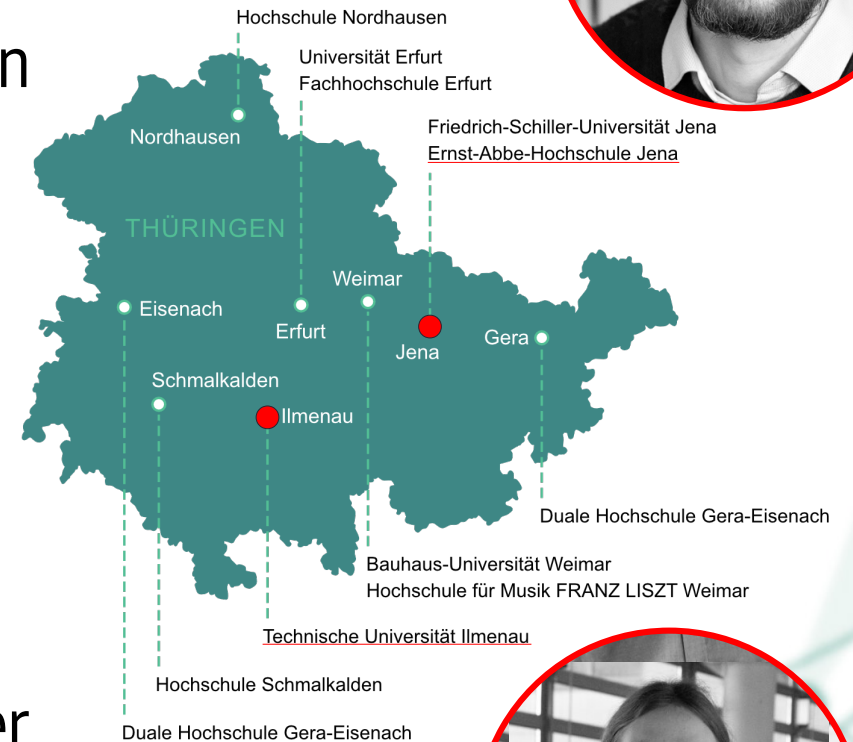 Hochschule Nordhausen
n
Universität Erfurt
Fachhochschule Erfurt
Friedrich-Schiller-Universität Jena
Ernst-Abbe-Hochschule Jena
Nordhausen
THÜRINGEN
Weimar
Eisenach
Erfurt
Gera
Jena
Schmalkalden
Ilmenau
Duale Hochschule Gera-Eisenach
Bauhaus-Universität Weimar
Hochschule für Musik FRANZ LISZT Weimar
Technische Universität Ilmenau
Hochschule Schmalkalden
er
Duale Hochschule Gera-Eisenach